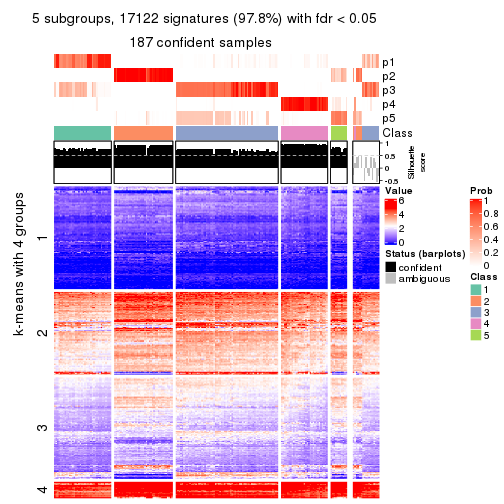 5 subgroups, 17122 signatures (97.8%) with fdr < 0.05
187 confident samples
p1
p2
p3
p4
p5
Class
1
0.5
0
-0.5
Silhouette
score
k-means with 4 groups
1
2
3
4
Value
6
4
2
0
Status (barplots)
confident
ambiguous
Prob
1
0.8
0.6
0.4
0.2
0
Class
1
2
3
4
5